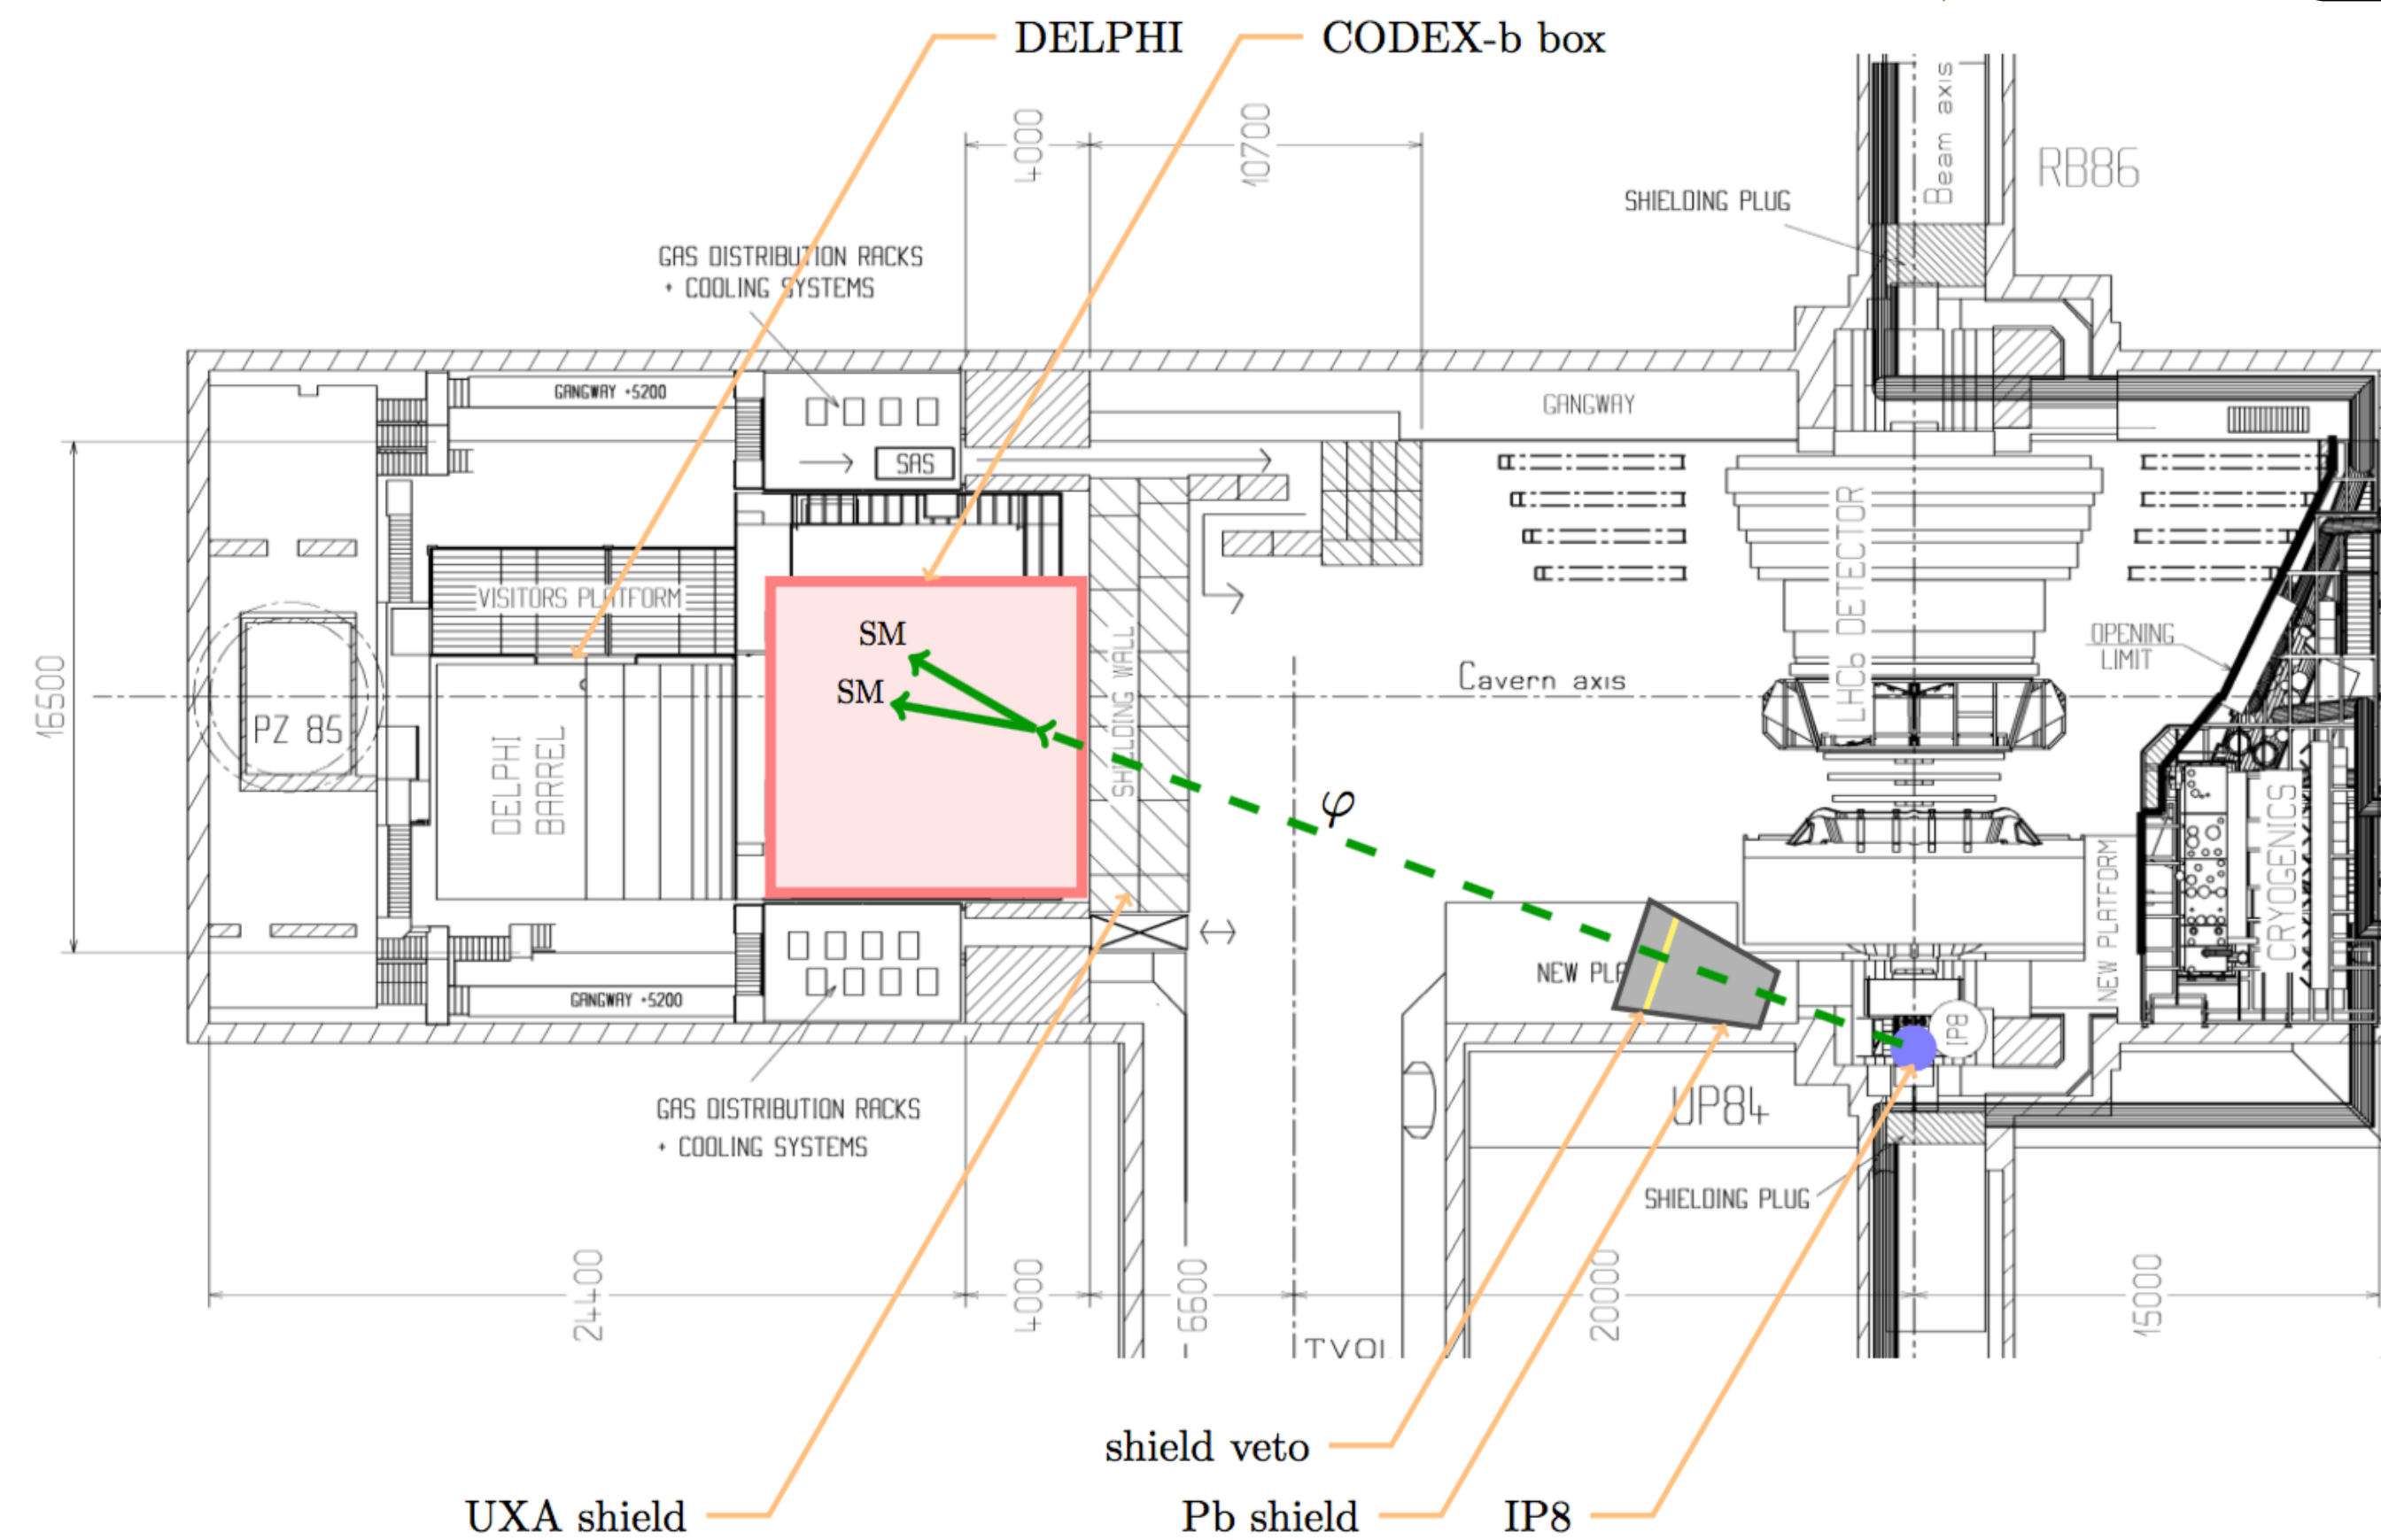 DELPHI
CODEX-b box
4000
10700
Beam axis
RB86
SHIELDING PLUG
GAS DISTRIBUTION RACKS
+ COOLING SYSTEMS
GANGWAY +5200
GANGWAY
SAS
16500
VISITORS PLATFORM
SM
SM
SHIELDING WALL
Cavern axis
LHCb DETECTOR
OPENING
LIMIT
PZ 85
DELPHI
BARREL
φ
NEW PLATFORM
CRYOGENICS
NEW PLA
IP8
GANGWAY +5200
GAS DISTRIBUTION RACKS
+ COOLING SYSTEMS
UP84
SHIELDING PLUG
24400
4000
6600
20000
15000
TVOL
shield veto
UXA shield
Pb shield
IP8